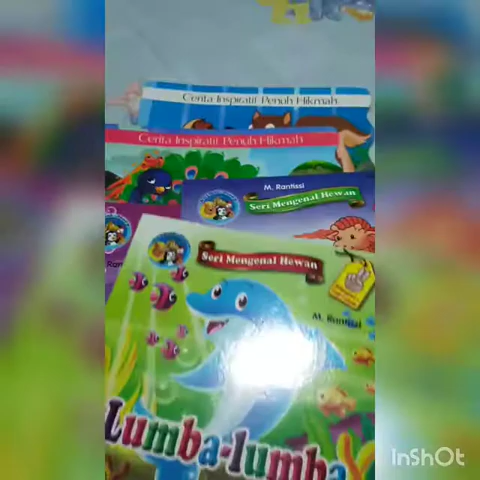 Cerita Inspiratif Penuh Hikmah
Cerita Inspiratif Penuh Hikmah
M. Rantissi
Seri Mengenal Hewan
Seri Mengenal Hewan
M. Rantissi
Lumba-lumba
InShOt